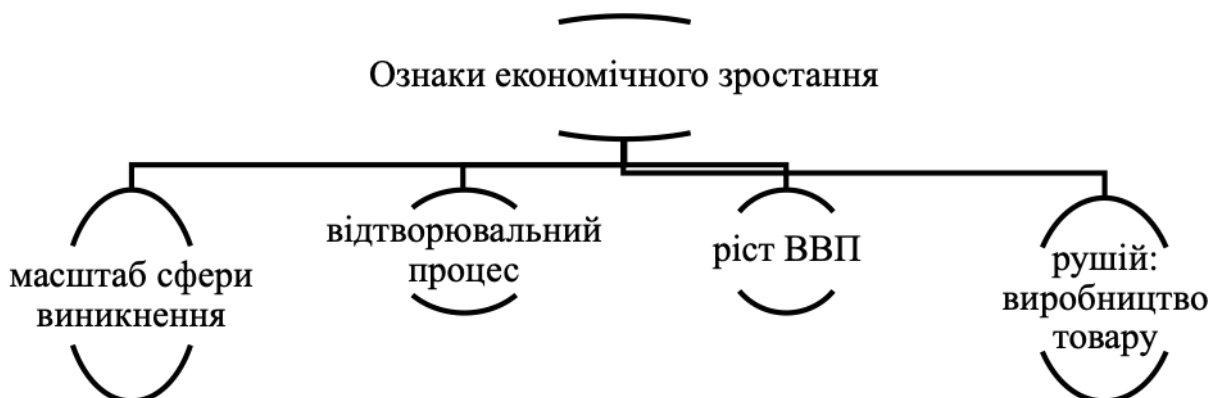 Ознаки економічного зростання
масштаб сфери
виникнення
відтворювальний
процес
ріст ВВП
рушій:
виробництво
товару